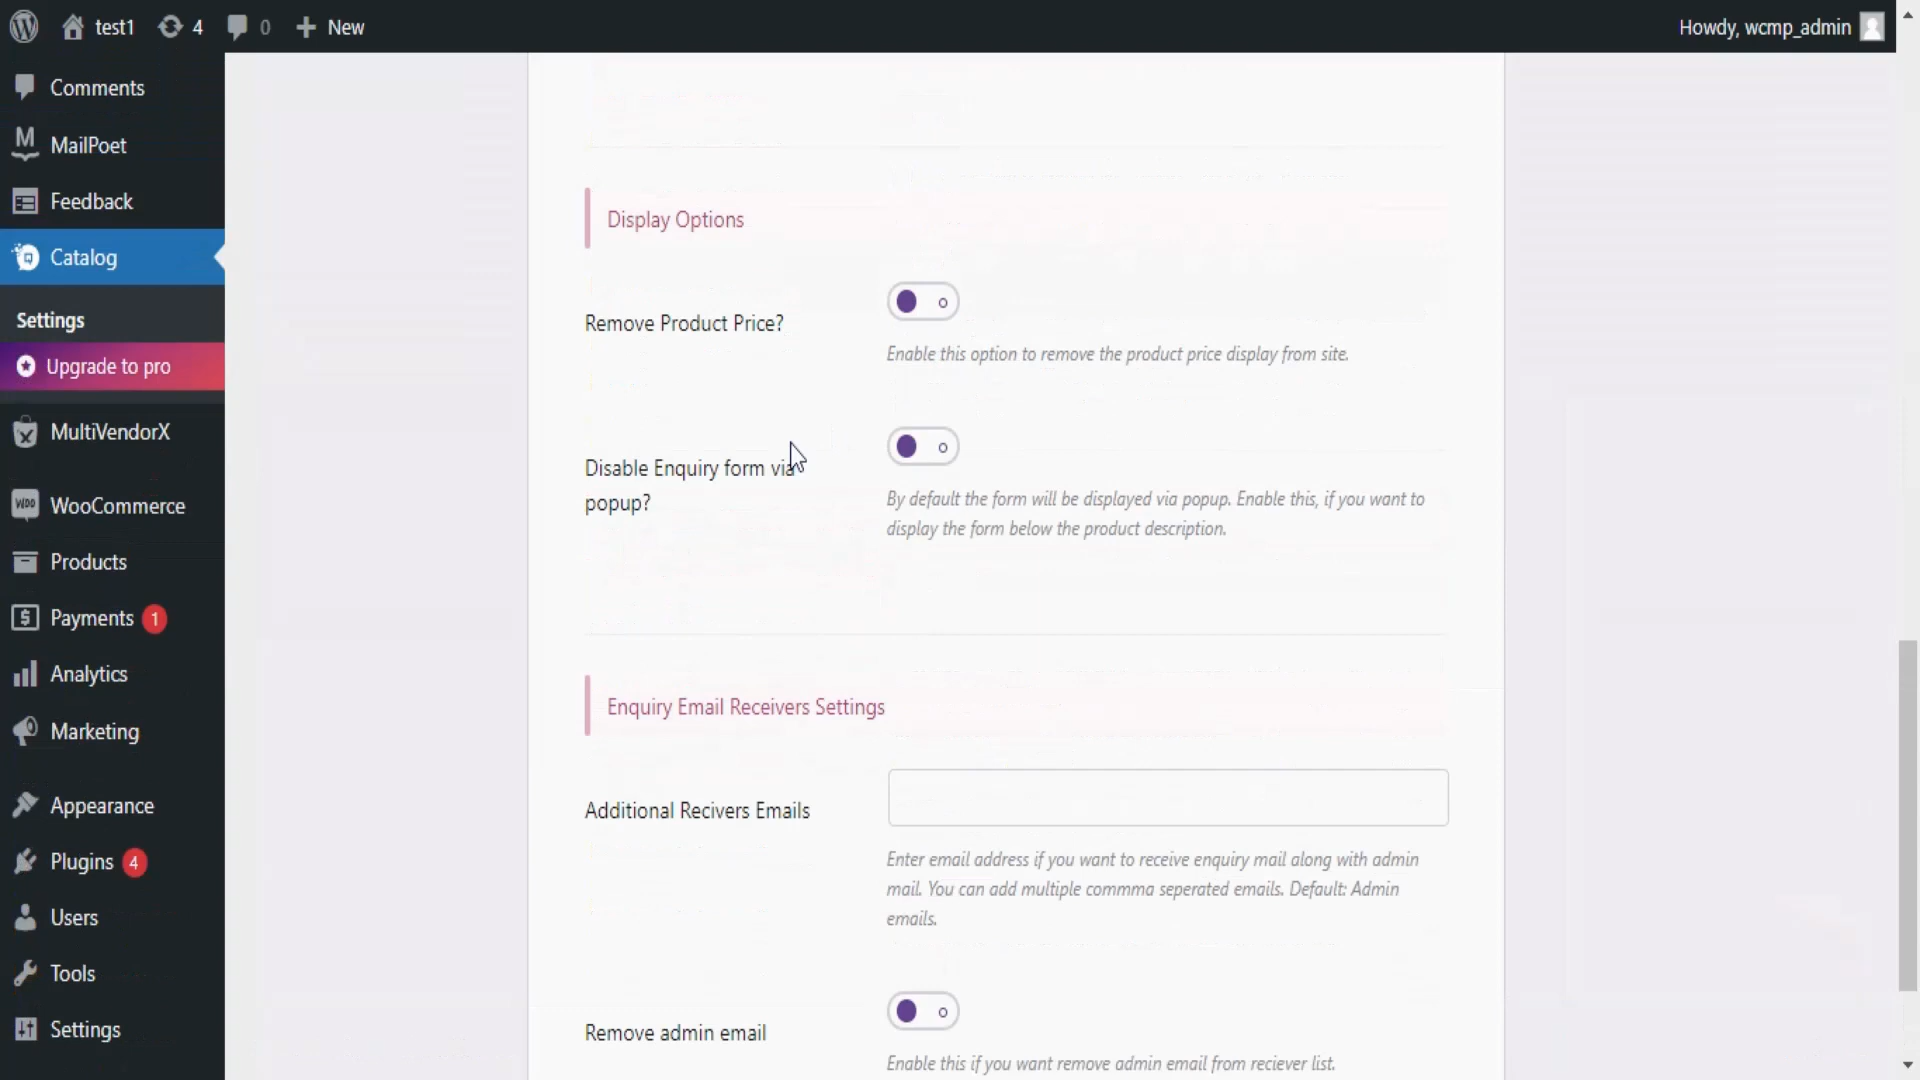 test1
4
0
New
Howdy, wcmp_admin
Comments
MailPoet
Feedback
Catalog
Settings
Upgrade to pro
MultiVendorX
WooCommerce
Products
Payments 1
Analytics
Marketing
Appearance
Plugins 4
Users
Tools
Settings
Display Options
Remove Product Price?
Enable this option to remove the product price display from site.
Disable Enquiry form via
popup?
By default the form will be displayed via popup. Enable this, if you want to
display the form below the product description.
Enquiry Email Receivers Settings
Additional Recivers Emails
Enter email address if you want to receive enquiry mail along with admin
mail. You can add multiple commma seperated emails. Default: Admin
emails.
Remove admin email
Enable this if you want remove admin email from reciever list.